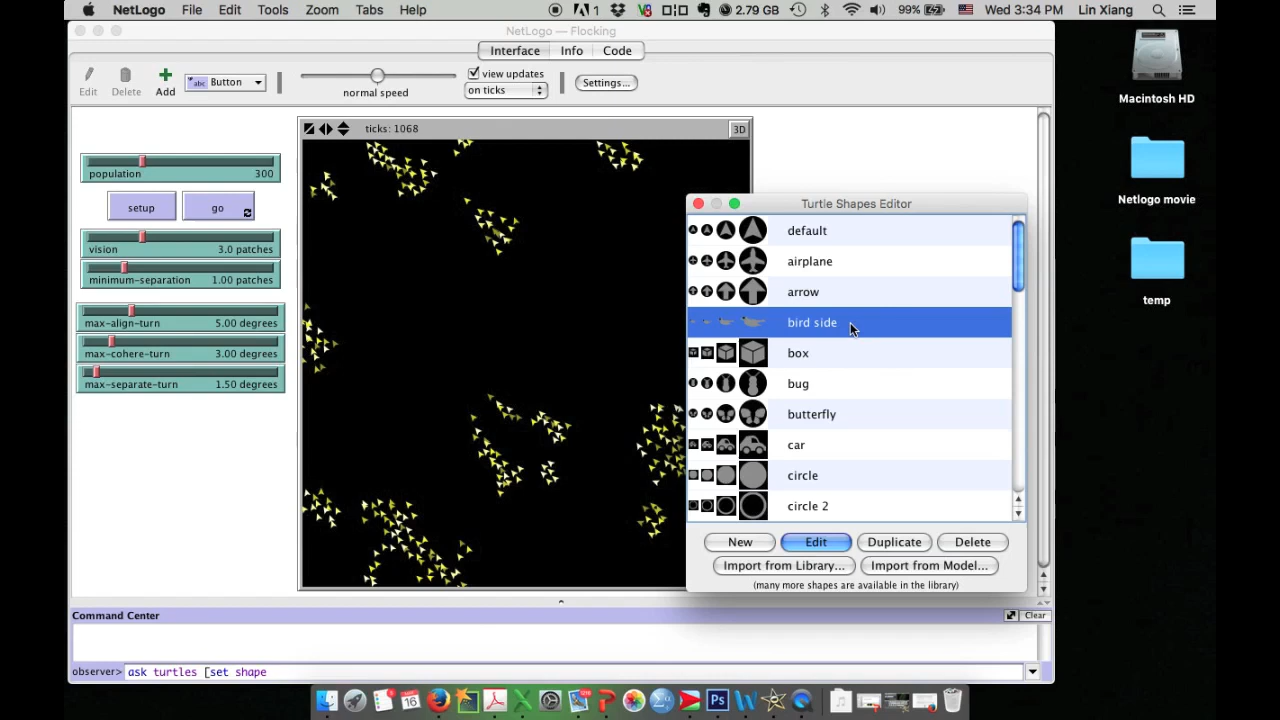 NetLogo File Edit Tools Zoom Tabs Help 1 2.79 GB 99% Wed 3:34 PM Lin Xiang
NetLogo — Flocking
Interface Info Code
Edit Delete Add abc Button normal speed view updates on ticks Settings...
ticks: 1068 3D
population 300
setup go
vision 3.0 patches
minimum-separation 1.00 patches
max-align-turn 5.00 degrees
max-cohere-turn 3.00 degrees
max-separate-turn 1.50 degrees
Turtle Shapes Editor
default
airplane
arrow
bird side
box
bug
butterfly
car
circle
circle 2
New Edit Duplicate Delete
Import from Library... Import from Model...
(many more shapes are available in the library)
Command Center Clear
observer> ask turtles [set shape
Macintosh HD
Netlogo movie
temp